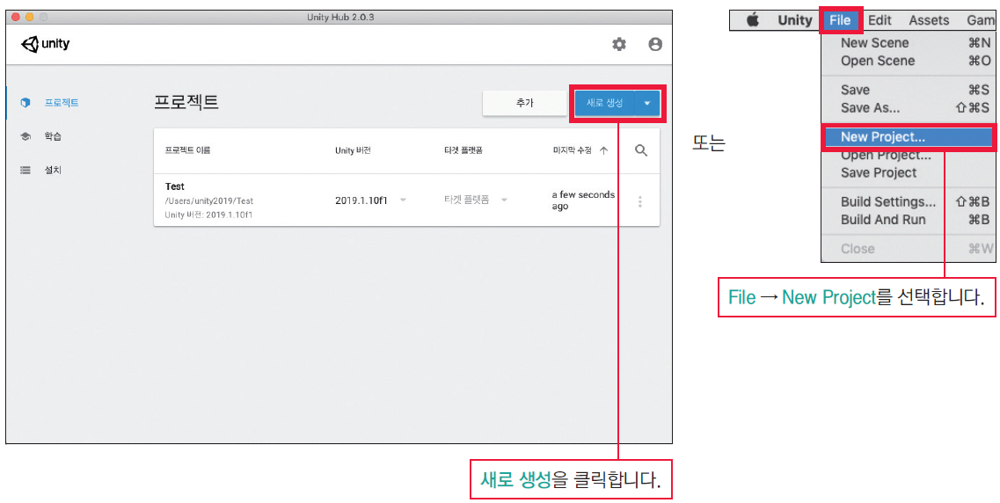 Unity Hub 2.0.3
unity
프로젝트
학습
설치
프로젝트
추가
새로 생성
프로젝트 이름
Unity 버전
타겟 플랫폼
마지막 수정 ↑
Test
/Users/unity2019/Test
Unity 버전: 2019.1.10f1
2019.1.10f1
타겟 플랫폼
a few seconds
ago
새로 생성을 클릭합니다.
또는
Unity File Edit Assets Gam
New Scene ⌘N
Open Scene ⌘O
Save ⌘S
Save As... ⇧⌘S
New Project...
Open Project...
Save Project
Build Settings... ⇧⌘B
Build And Run ⌘B
Close ⌘W
File → New Project를 선택합니다.